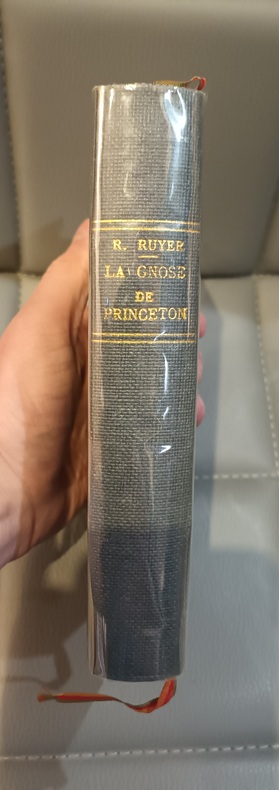 R. RUYER
LA GNOSE
DE
PRINCETON